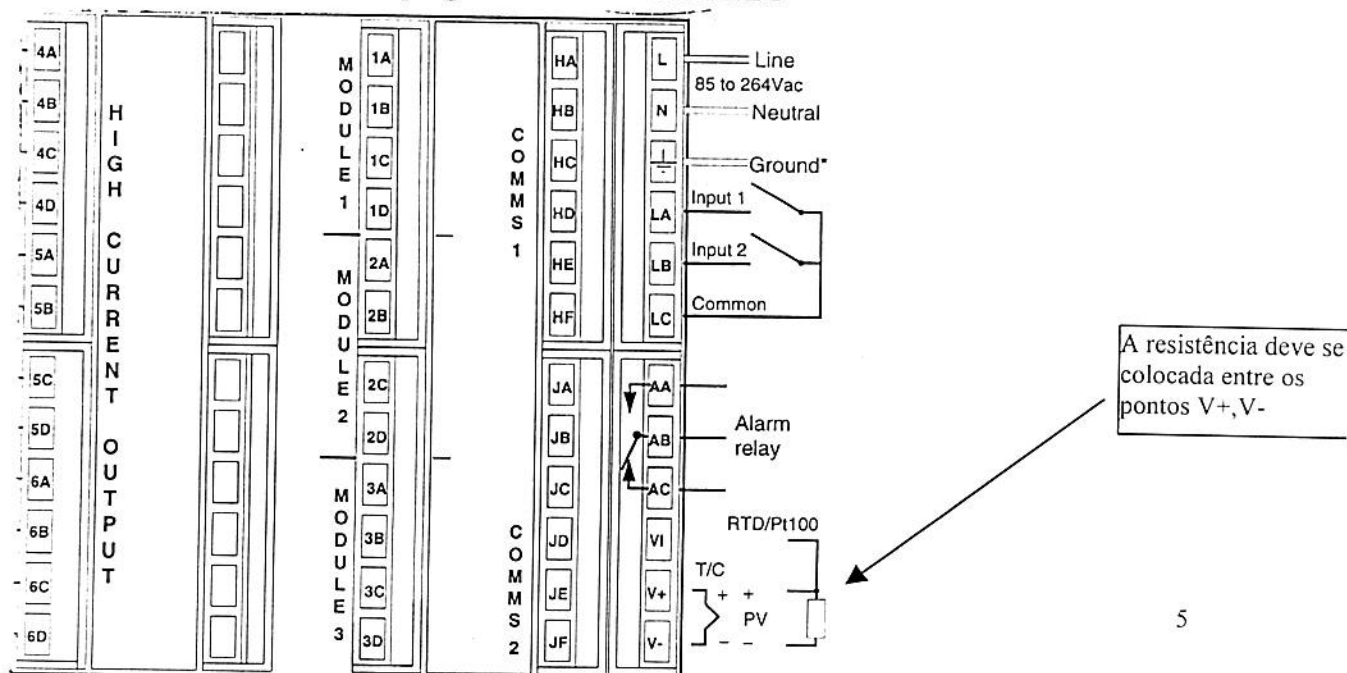 4A
4B
4C
4D
5A
5B
5C
5D
6A
6B
6C
6D
HIGH CURRENT OUTPUT
MODULE 1
MODULE 2
MODULE 3
1A
1B
1C
1D
2A
2B
2C
2D
3A
3B
3C
3D
COMMS 1
COMMS 2
HA
HB
HC
HD
HE
HF
JA
JB
JC
JD
JE
JF
L
N
LA
LB
LC
AA
AB
AC
VI
V+
V-
Line
85 to 264Vac
Neutral
Ground*
Input 1
Input 2
Common
Alarm
relay
RTD/Pt100
T/C
+ +
PV
− −
A resistência deve se
colocada entre os
pontos V+,V-
5